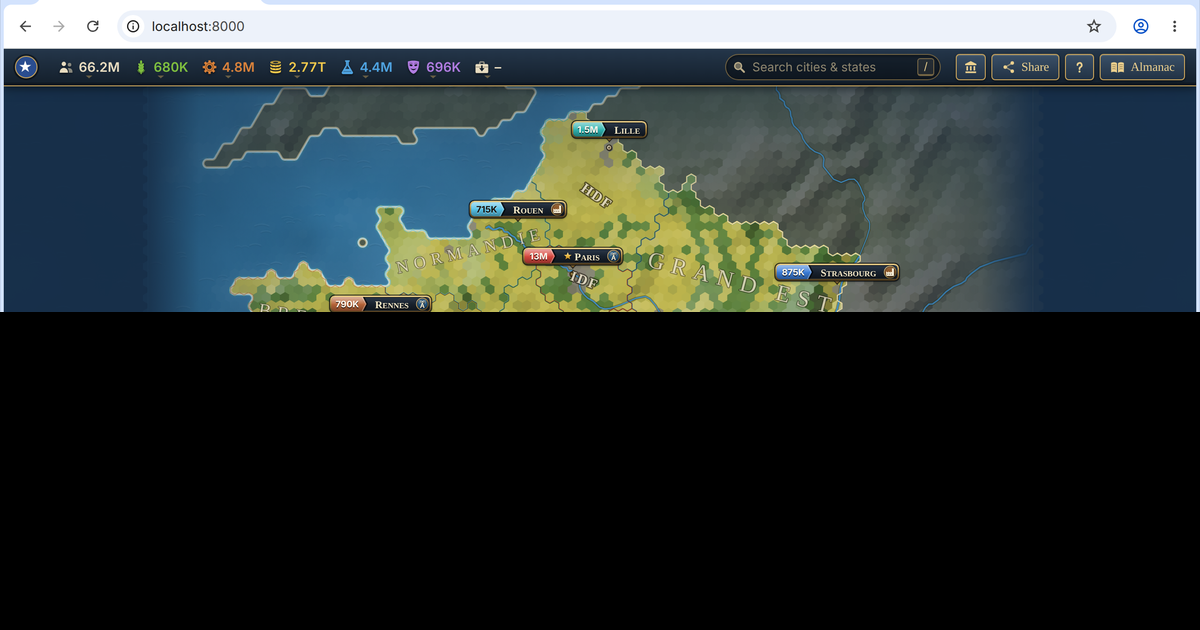 localhost:8000
66.2M 680K 4.8M 2.77T 4.4M 696K – Search cities & states / Share ? Almanac
1.5M LILLE
HDF
715K ROUEN
NORMANDIE
13M ★ PARIS
IDF
GRAND EST
875K STRASBOURG
790K RENNES